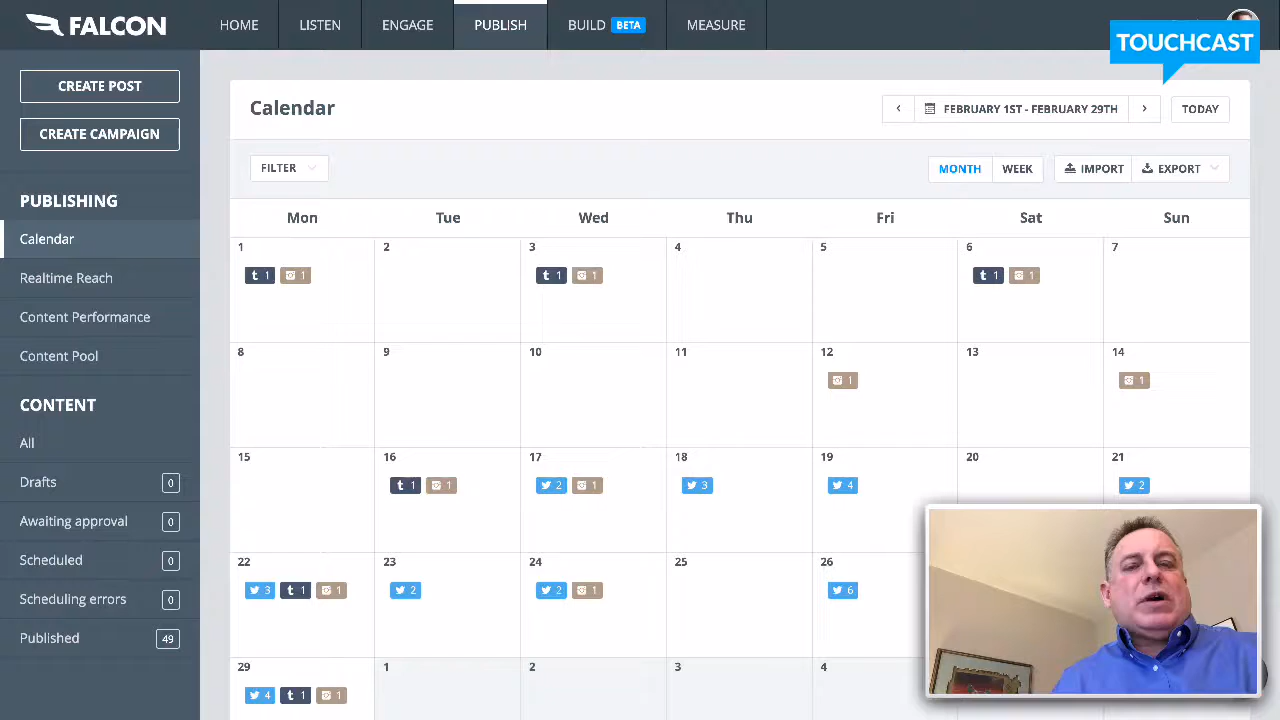 FALCON
HOME
LISTEN
ENGAGE
PUBLISH
BUILD BETA
MEASURE
TOUCHCAST
CREATE POST
CREATE CAMPAIGN
PUBLISHING
Calendar
Realtime Reach
Content Performance
Content Pool
CONTENT
All
Drafts 0
Awaiting approval 0
Scheduled 0
Scheduling errors 0
Published 49
Calendar
FEBRUARY 1ST - FEBRUARY 29TH
TODAY
FILTER
MONTH
WEEK
IMPORT
EXPORT
Mon Tue Wed Thu Fri Sat Sun
1 2 3 4 5 6 7
t 1 1 t 1 1 t 1 1
8 9 10 11 12 13 14
1 1
15 16 17 18 19 20 21
t 1 1 2 1 3 4 2
22 23 24 25 26
3 t 1 1 2 2 1 6
29 1 2 3 4
4 t 1 1